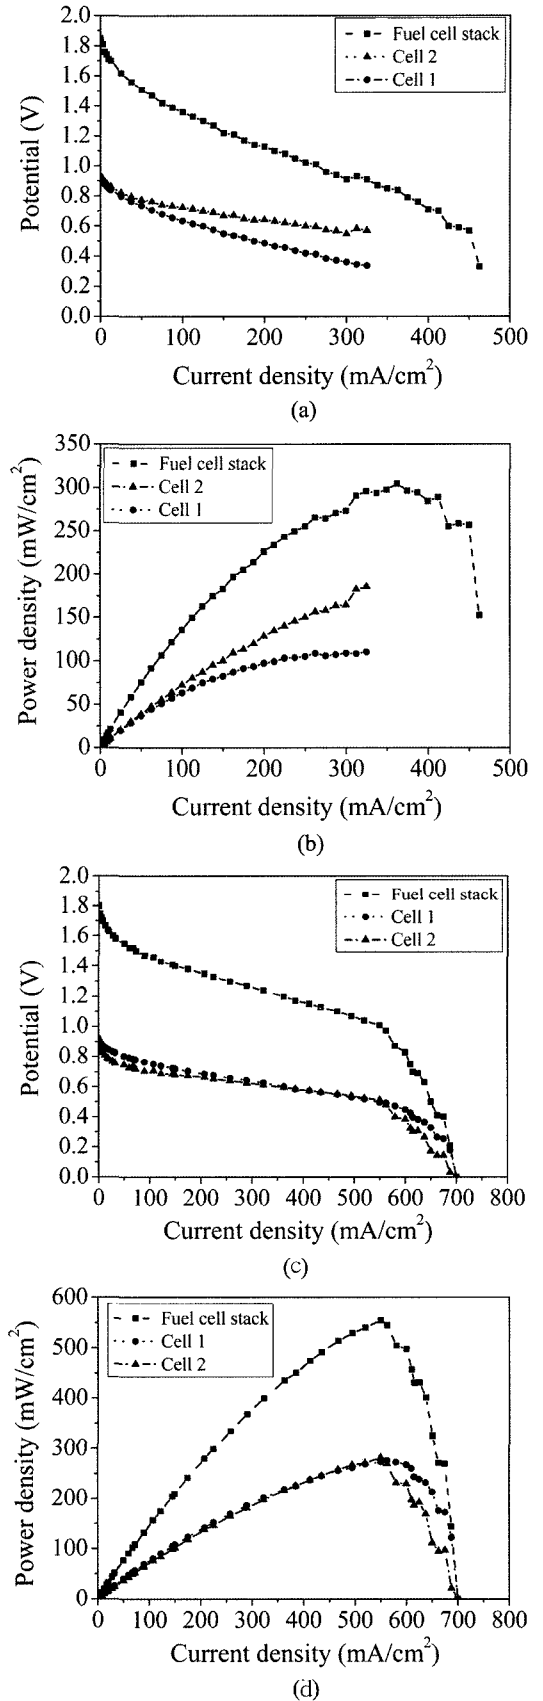 2.0
1.8
1.6
1.4
1.2
1.0
0.8
0.6
0.4
0.2
0.0
Potential (V)
Fuel cell stack
Cell 2
Cell 1
0 100 200 300 400 500
Current density (mA/cm²)
(a)
350
300
250
200
150
100
50
0
Power density (mW/cm²)
Fuel cell stack
Cell 2
Cell 1
0 100 200 300 400 500
Current density (mA/cm²)
(b)
2.0
1.8
1.6
1.4
1.2
1.0
0.8
0.6
0.4
0.2
0.0
Potential (V)
Fuel cell stack
Cell 1
Cell 2
0 100 200 300 400 500 600 700 800
Current density (mA/cm²)
(c)
600
500
400
300
200
100
0
Power density (mW/cm²)
Fuel cell stack
Cell 1
Cell 2
0 100 200 300 400 500 600 700 800
Current density (mA/cm²)
(d)